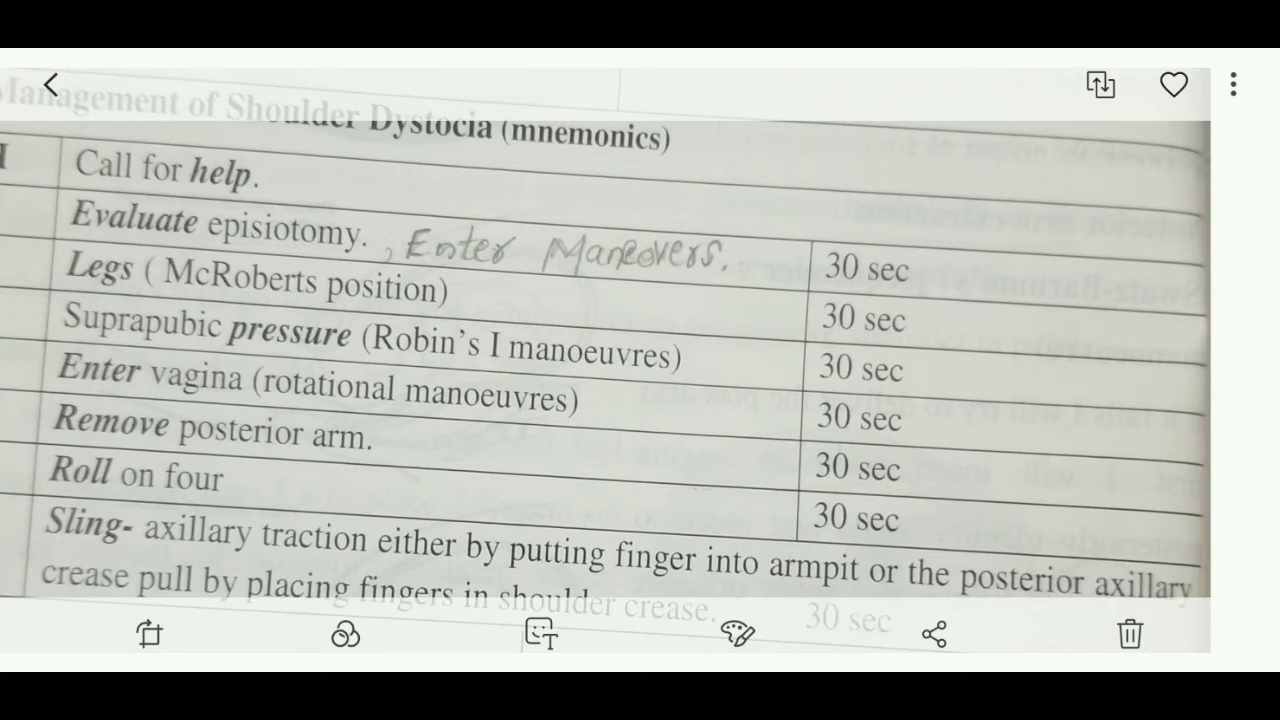 Management of Shoulder Dystocia (mnemonics)
Call for help.
Evaluate episiotomy. , Enter Maneovers. 30 sec
Legs ( McRoberts position) 30 sec
Suprapubic pressure (Robin's I manoeuvres) 30 sec
Enter vagina (rotational manoeuvres) 30 sec
Remove posterior arm. 30 sec
Roll on four 30 sec
Sling- axillary traction either by putting finger into armpit or the posterior axillary
crease pull by placing fingers in shoulder crease. 30 sec